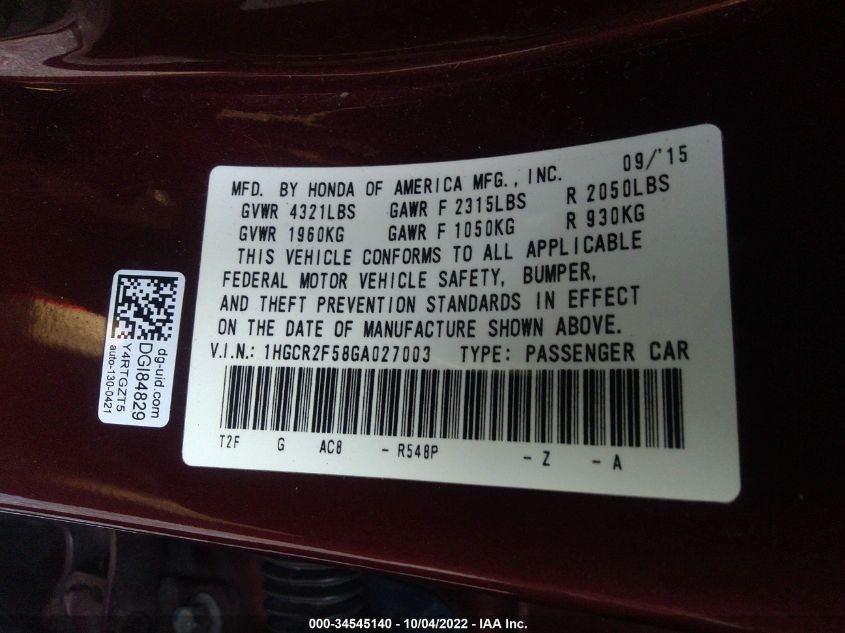 09/'15
MFD. BY HONDA OF AMERICA MFG., INC.
GVWR 4321LBS GAWR F 2315LBS R 2050LBS
GVWR 1960KG GAWR F 1050KG R 930KG
THIS VEHICLE CONFORMS TO ALL APPLICABLE
FEDERAL MOTOR VEHICLE SAFETY, BUMPER,
AND THEFT PREVENTION STANDARDS IN EFFECT
ON THE DATE OF MANUFACTURE SHOWN ABOVE.
V.I.N.: 1HGCR2F58GA027003 TYPE: PASSENGER CAR
T2F G AC8 - R548P - Z - A
dg-uid.com
DGI84829
Y4RTGZT5
auto-130-0421
000-34545140 - 10/04/2022 - IAA Inc.